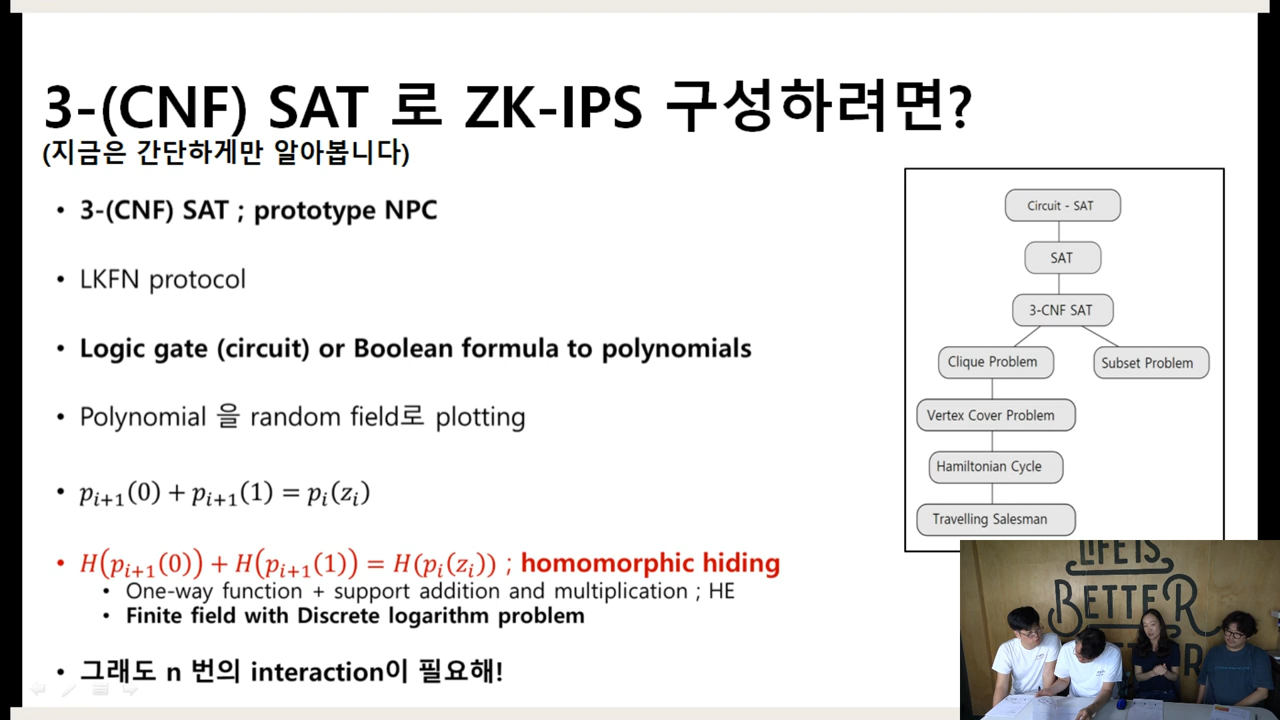 3-(CNF) SAT 로 ZK-IPS 구성하려면?
(지금은 간단하게만 알아봅니다)
• 3-(CNF) SAT ; prototype NPC
• LKFN protocol
• Logic gate (circuit) or Boolean formula to polynomials
• Polynomial 을 random field로 plotting
• p_{i+1}(0) + p_{i+1}(1) = p_i(z_i)
• H(p_{i+1}(0)) + H(p_{i+1}(1)) = H(p_i(z_i)) ; homomorphic hiding
• One-way function + support addition and multiplication ; HE
• Finite field with Discrete logarithm problem
• 그래도 n 번의 interaction이 필요해!
Circuit - SAT
SAT
3-CNF SAT
Clique Problem
Subset Problem
Vertex Cover Problem
Hamiltonian Cycle
Travelling Salesman
LIFE IS
BETTER